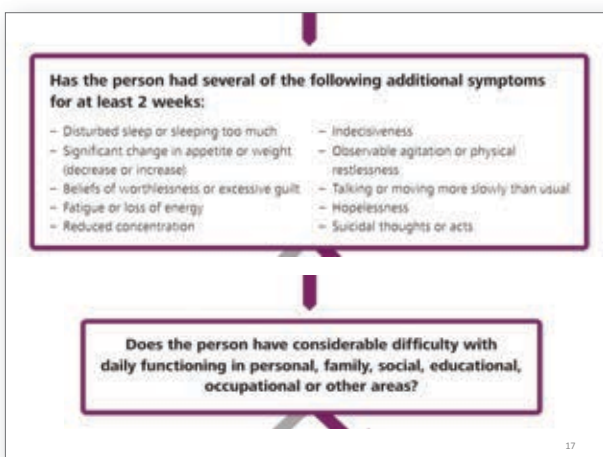 Has the person had several of the following additional symptoms
for at least 2 weeks:
– Disturbed sleep or sleeping too much
– Significant change in appetite or weight
(decrease or increase)
– Beliefs of worthlessness or excessive guilt
– Fatigue or loss of energy
– Reduced concentration
– Indecisiveness
– Observable agitation or physical
restlessness
– Talking or moving more slowly than usual
– Hopelessness
– Suicidal thoughts or acts
Does the person have considerable difficulty with
daily functioning in personal, family, social, educational,
occupational or other areas?
17